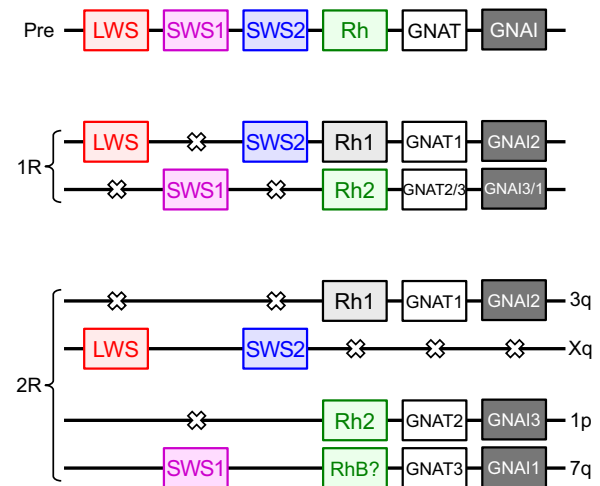 Pre LWS SWS1 SWS2 Rh GNAT GNAI
1R
LWS SWS2 Rh1 GNAT1 GNAI2
SWS1 Rh2 GNAT2/3 GNAI3/1
2R
Rh1 GNAT1 GNAI2 3q
LWS SWS2 Xq
Rh2 GNAT2 GNAI3 1p
SWS1 RhB? GNAT3 GNAI1 7q